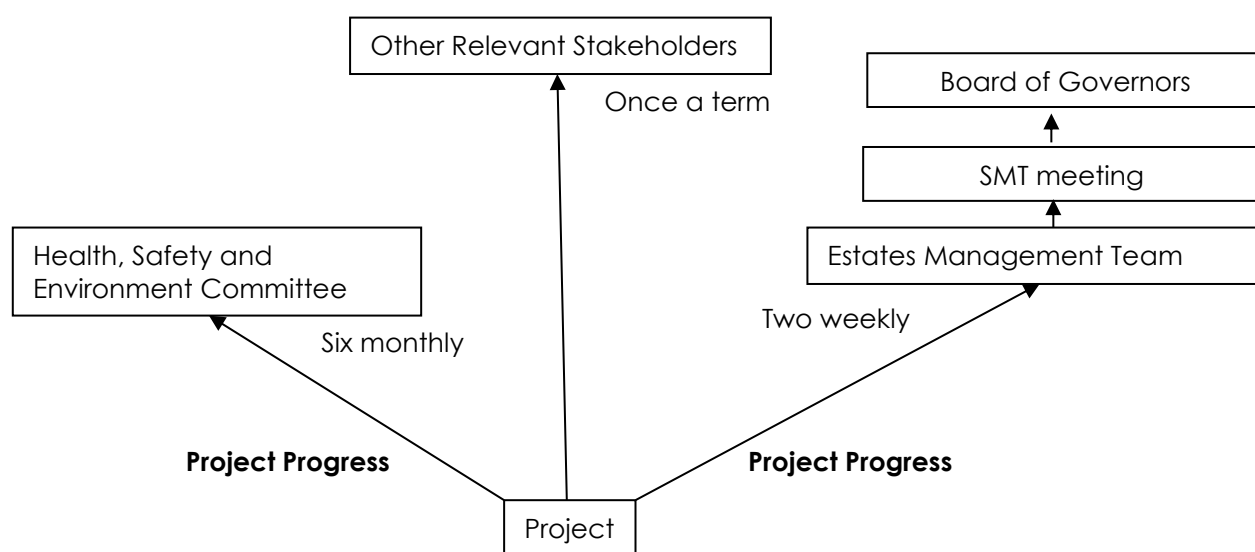 Other Relevant Stakeholders
Board of Governors
Once a term
SMT meeting
Health, Safety and
Environment Committee
Estates Management Team
Six monthly
Two weekly
Project Progress
Project Progress
Project